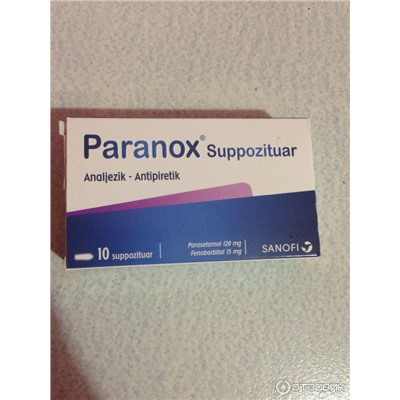 Paranox® Suppozituar
Analjezik - Antipiretik
10 suppozituar
Parasetamol 120 mg
Fenobarbital 15 mg
SANOFI
ОТЗОВИК